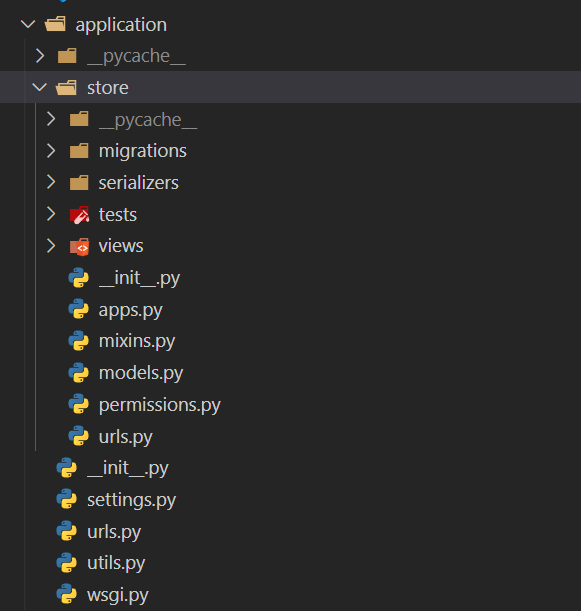 application
__pycache__
store
__pycache__
migrations
serializers
tests
views
__init__.py
apps.py
mixins.py
models.py
permissions.py
urls.py
__init__.py
settings.py
urls.py
utils.py
wsgi.py